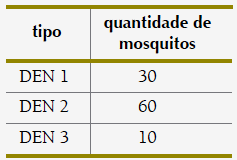 tipo quantidade de mosquitos
DEN 1 30
DEN 2 60
DEN 3 10